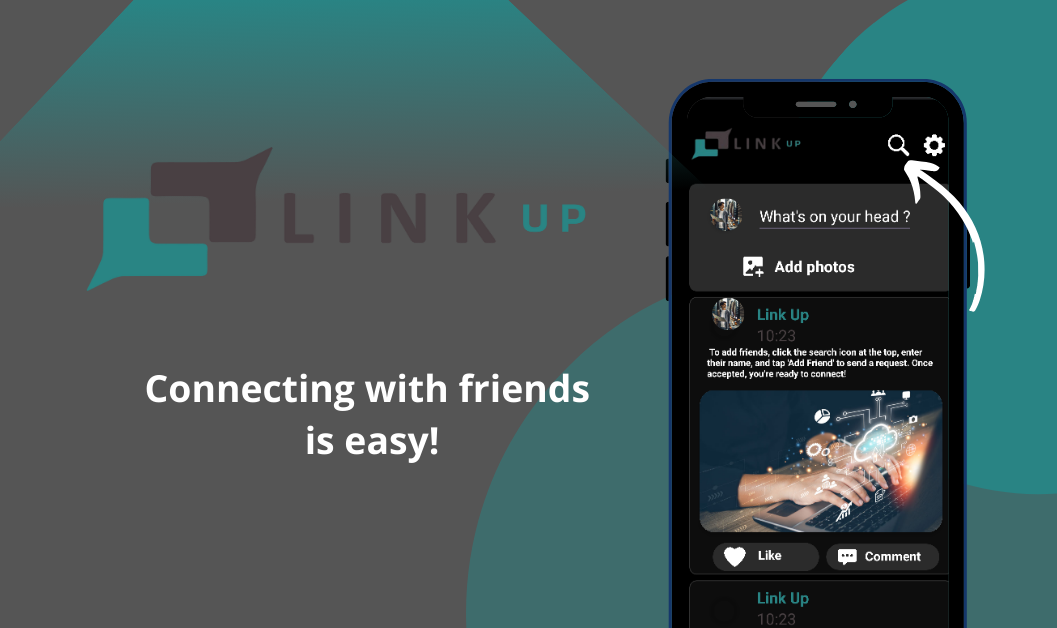 LINK UP
Connecting with friends
is easy!
LINK UP
What's on your head ?
Add photos
Link Up
10:23
To add friends, click the search icon at the top, enter
their name, and tap 'Add Friend' to send a request. Once
accepted, you're ready to connect!
Like
Comment
Link Up
10:23